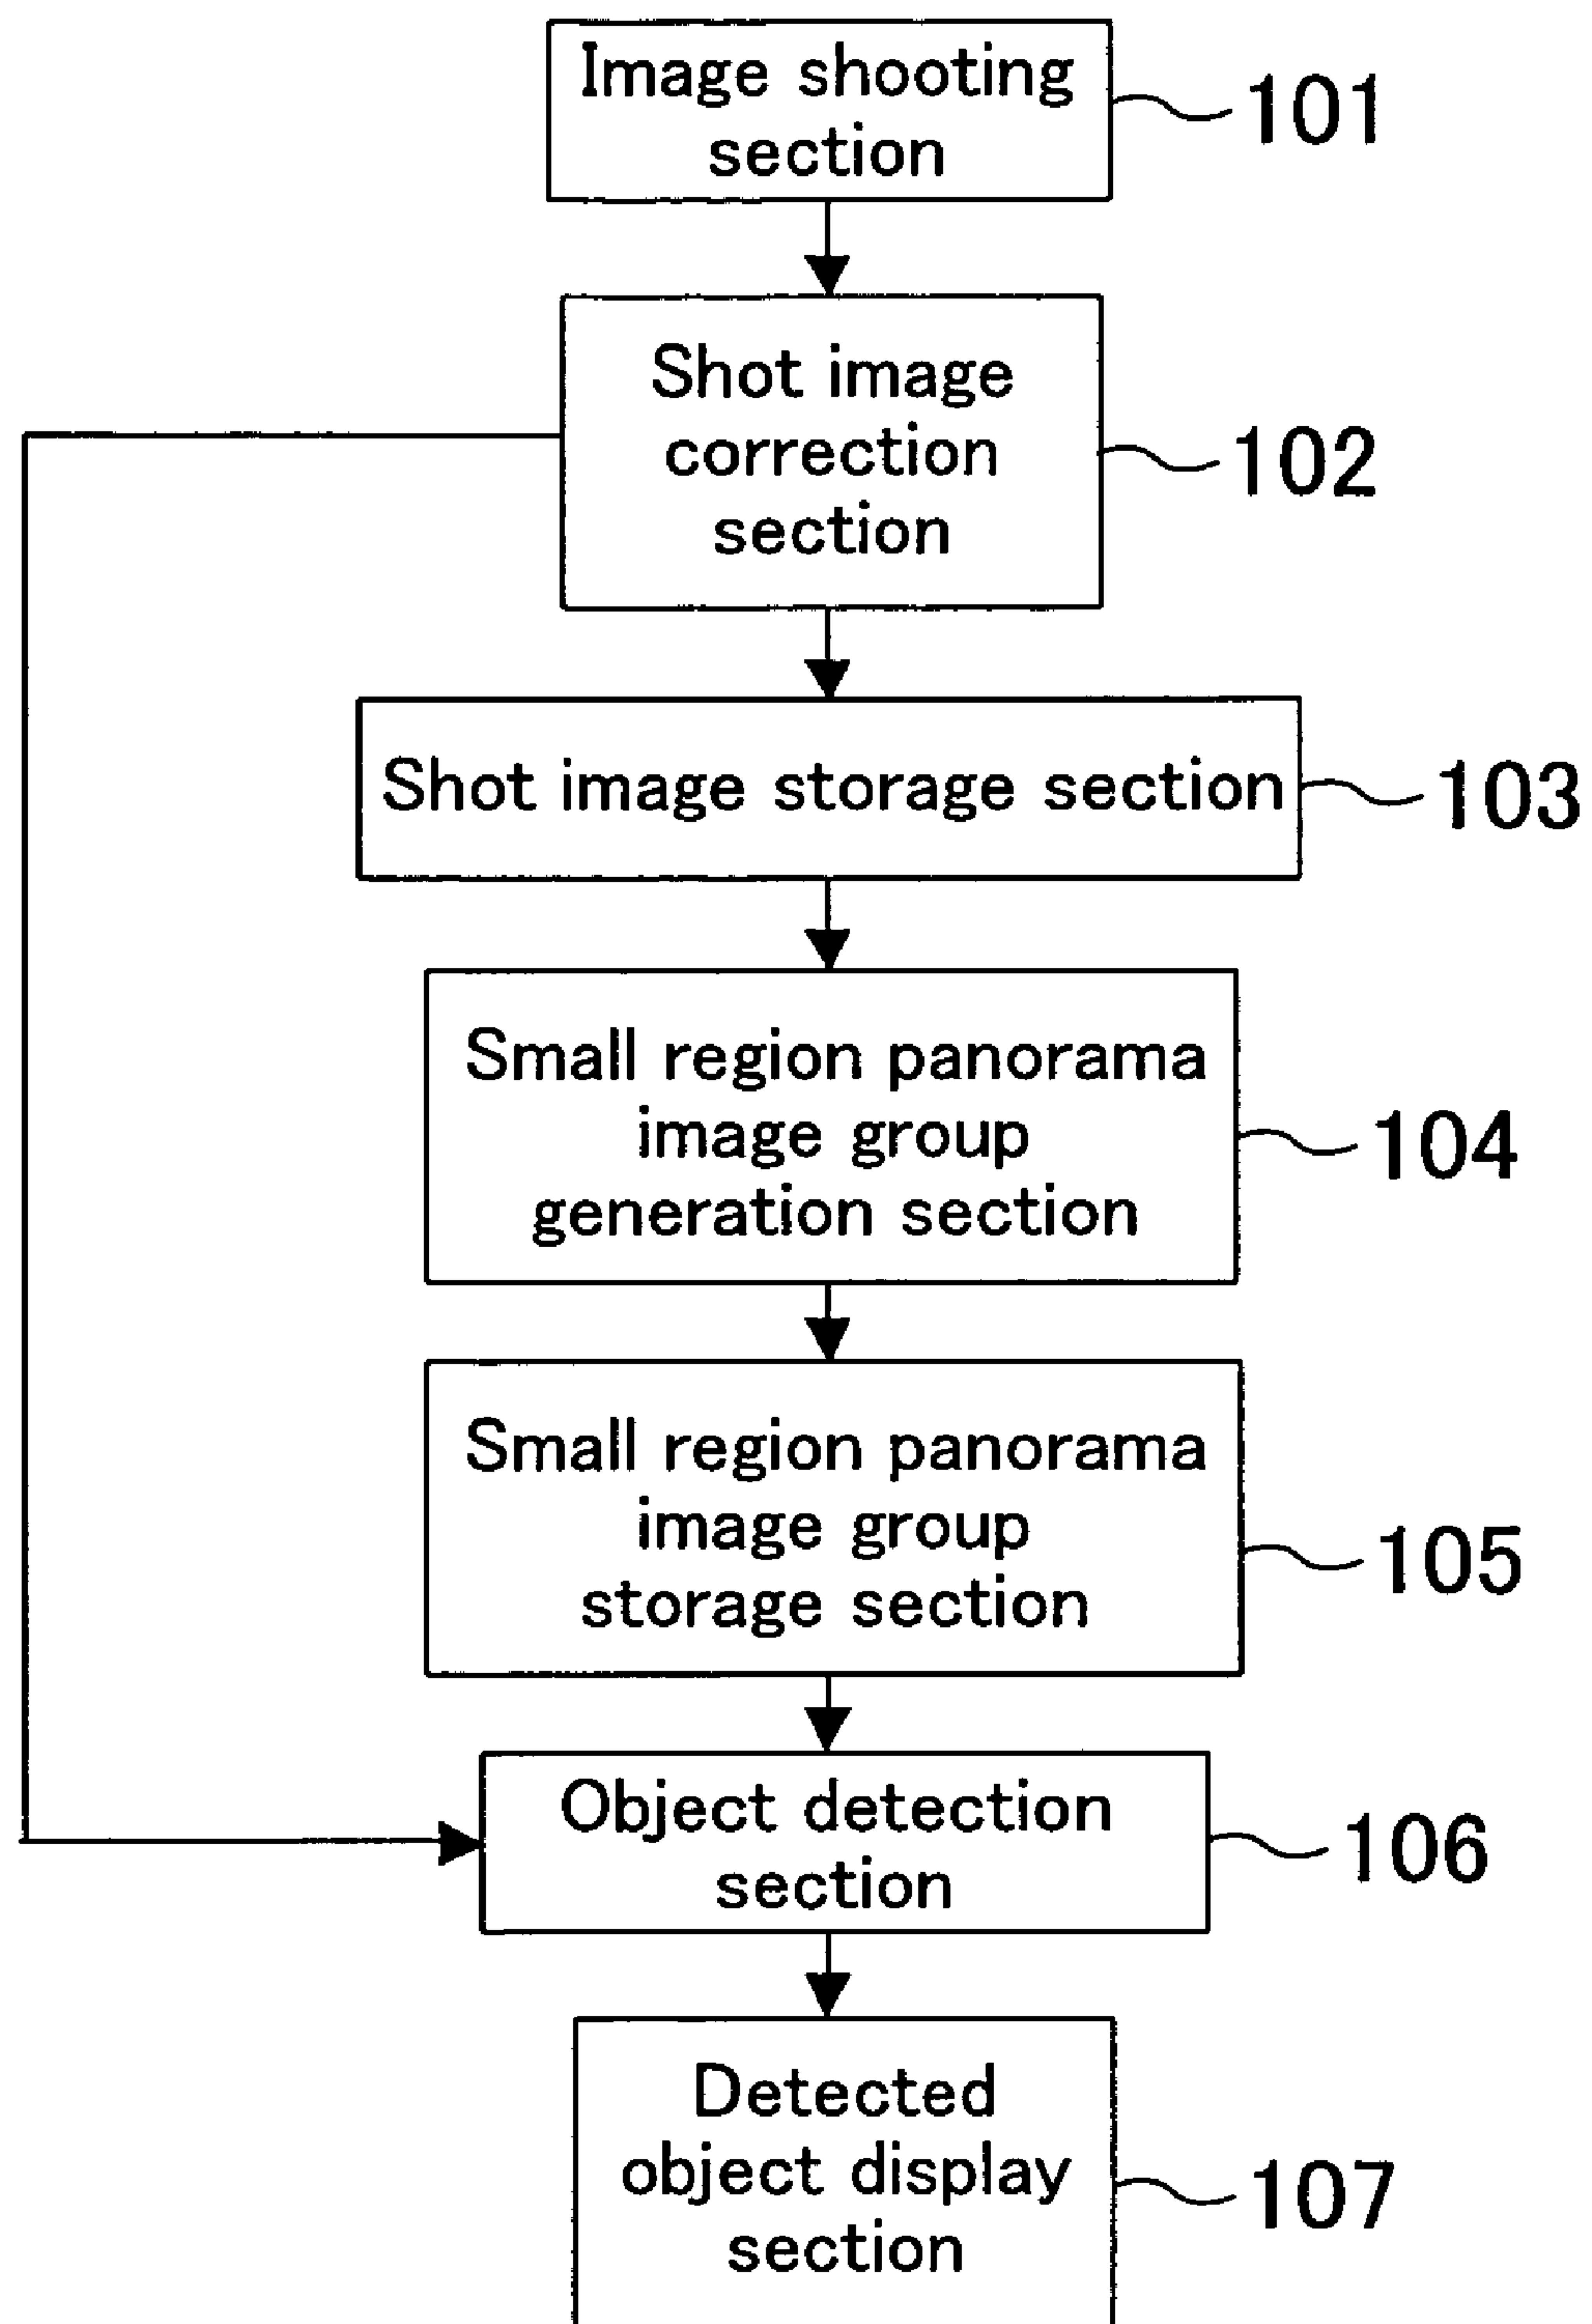 Image shooting
section
101
Shot image
correction
section
102
Shot image storage section
103
Small region panorama
image group
generation section
104
Small region panorama
image group
storage section
105
Object detection
section
106
Detected
object display
section
107